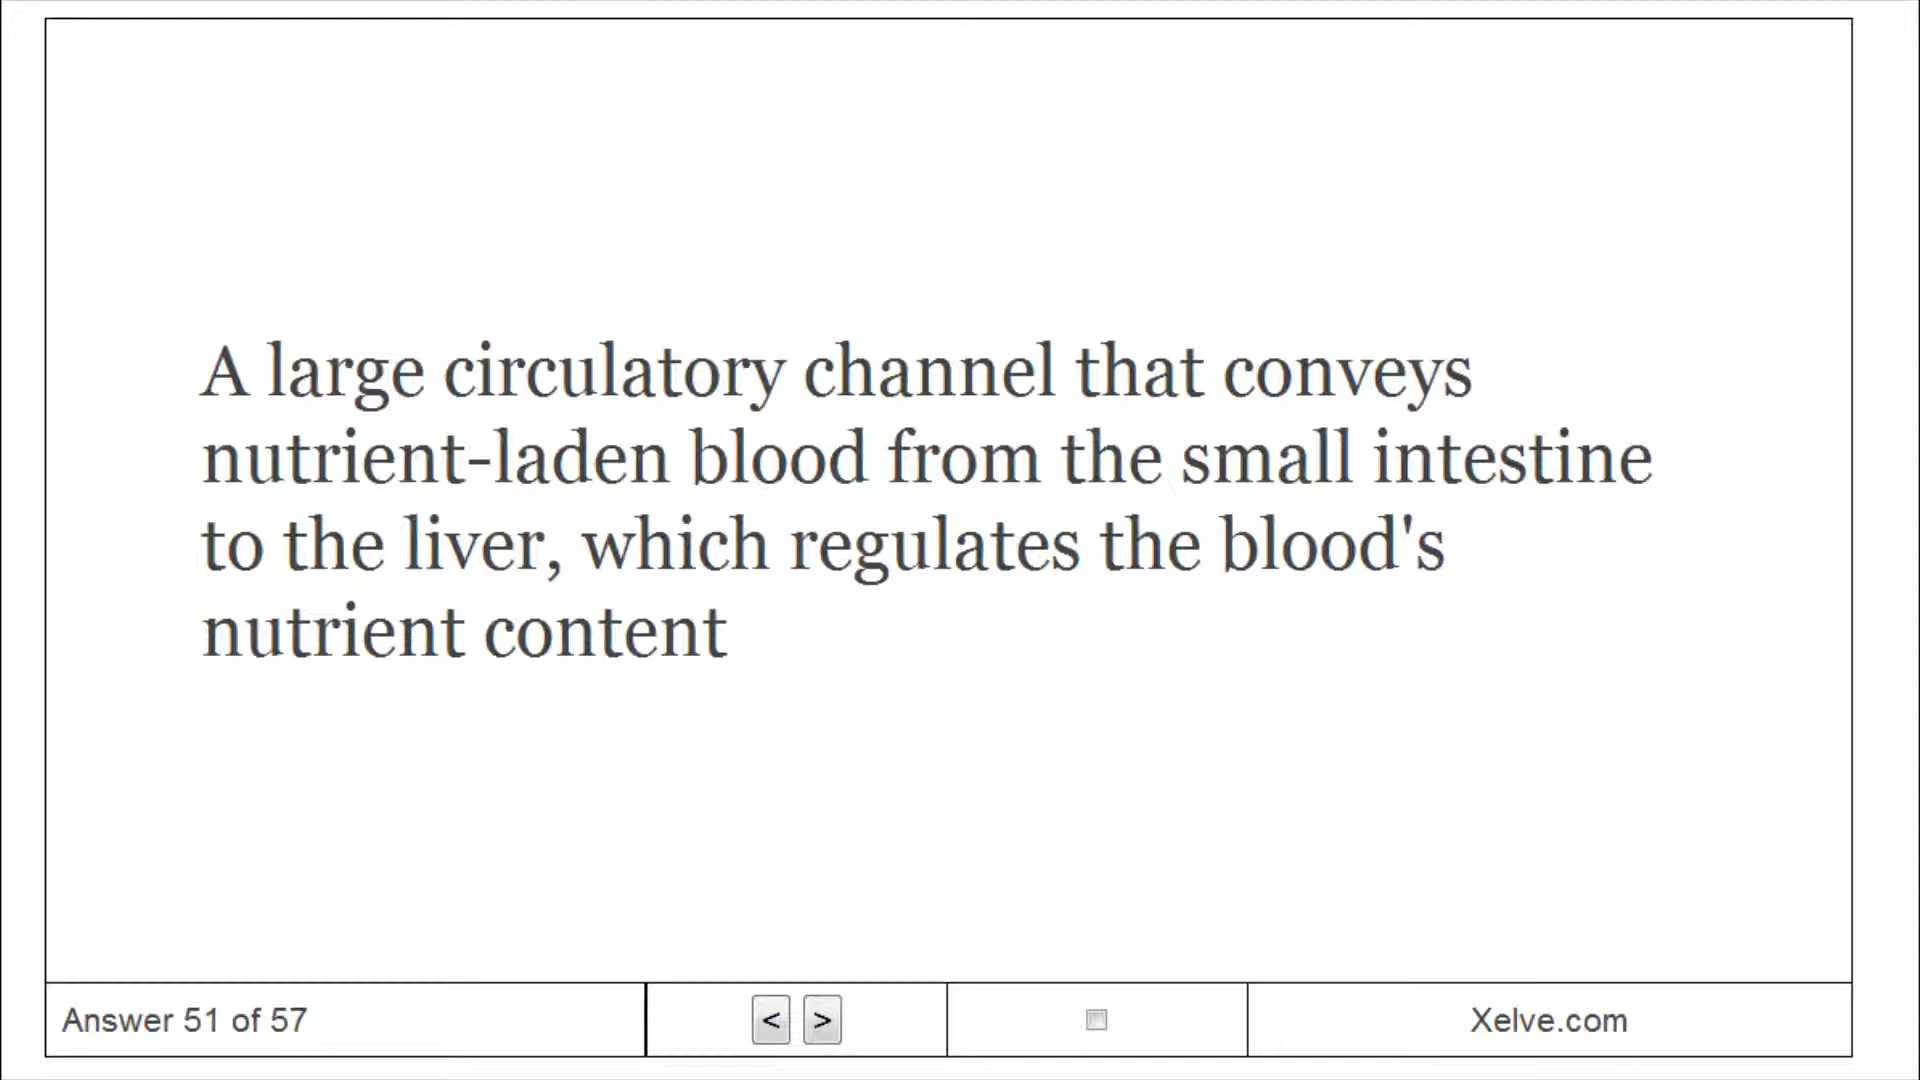 A large circulatory channel that conveys
nutrient-laden blood from the small intestine
to the liver, which regulates the blood's
nutrient content
Answer 51 of 57
< >
Xelve.com